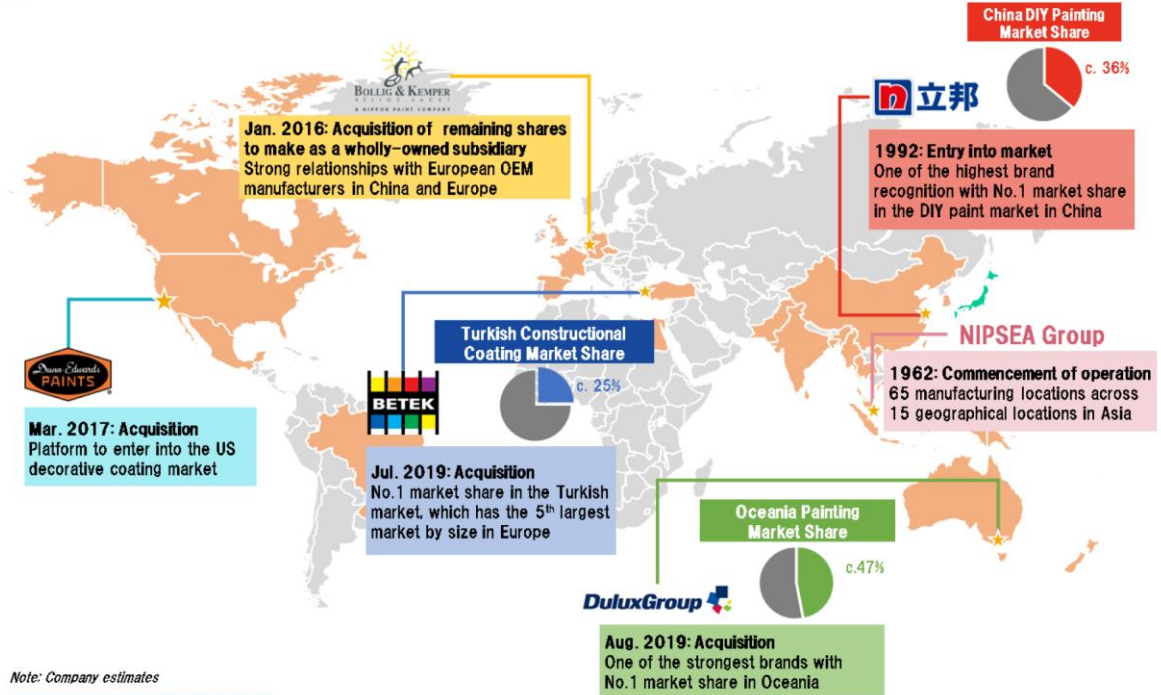 China DIY Painting
Market Share
c. 36%
BOLLIG & KEMPER
A NIPPON PAINT COMPANY
立邦
Jan. 2016: Acquisition of remaining shares
to make as a wholly-owned subsidiary
Strong relationships with European OEM
manufacturers in China and Europe
1992: Entry into market
One of the highest brand
recognition with No.1 market share
in the DIY paint market in China
Dunn-Edwards
PAINTS
Mar. 2017: Acquisition
Platform to enter into the US
decorative coating market
Turkish Constructional
Coating Market Share
c. 25%
BETEK
Jul. 2019: Acquisition
No.1 market share in the Turkish
market, which has the 5th largest
market by size in Europe
NIPSEA Group
1962: Commencement of operation
65 manufacturing locations across
15 geographical locations in Asia
Oceania Painting
Market Share
c.47%
DuluxGroup
Aug. 2019: Acquisition
One of the strongest brands with
No.1 market share in Oceania
Note: Company estimates